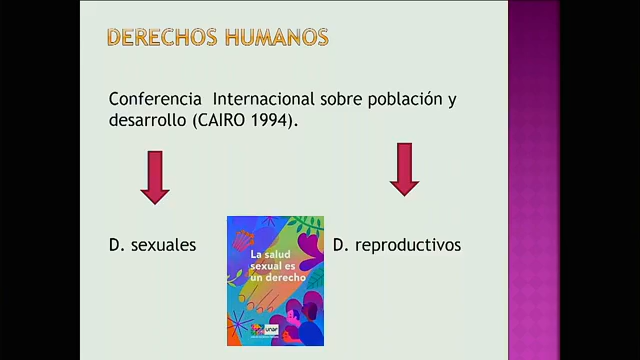 DERECHOS HUMANOS
Conferencia Internacional sobre población y
desarrollo (CAIRO 1994).
D. sexuales
La salud
sexual es
un derecho
D. reproductivos